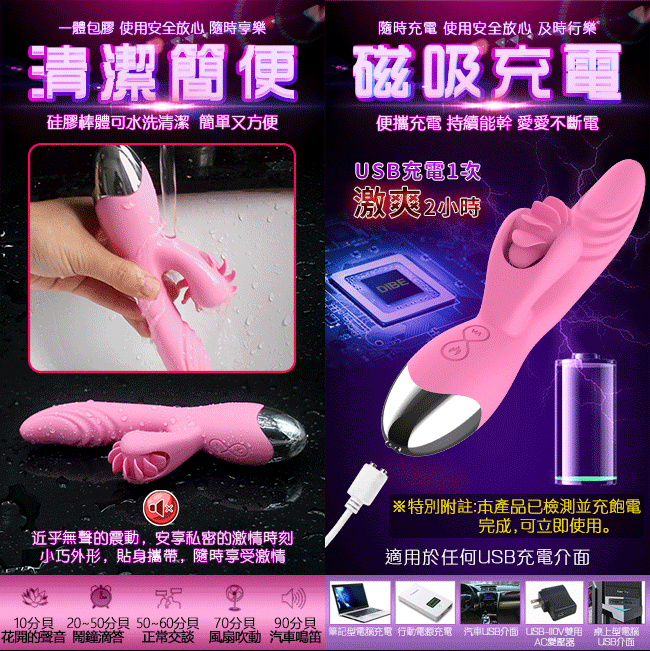 一體包膠 使用安全放心 隨時享樂
清潔簡便
硅膠棒體可水洗清潔 簡單又方便
近乎無聲的震動，安享私密的激情時刻
小巧外形，貼身攜帶，隨時享受激情
10分貝
花開的聲音
20~50分貝
鬧鐘滴答
50~60分貝
正常交談
70分貝
風扇吹動
90分貝
汽車鳴笛
隨時充電 使用安全放心 及時行樂
磁吸充電
便攜充電 持續能幹 愛愛不斷電
USB充電1次
激爽2小時
DIBE
※特別附註:本產品已檢測並充飽電
完成,可立即使用。
適用於任何USB充電介面
筆記型電腦充電
行動電源充電
汽車USB介面
USB-110V雙用
AC變壓器
桌上型電腦
USB介面